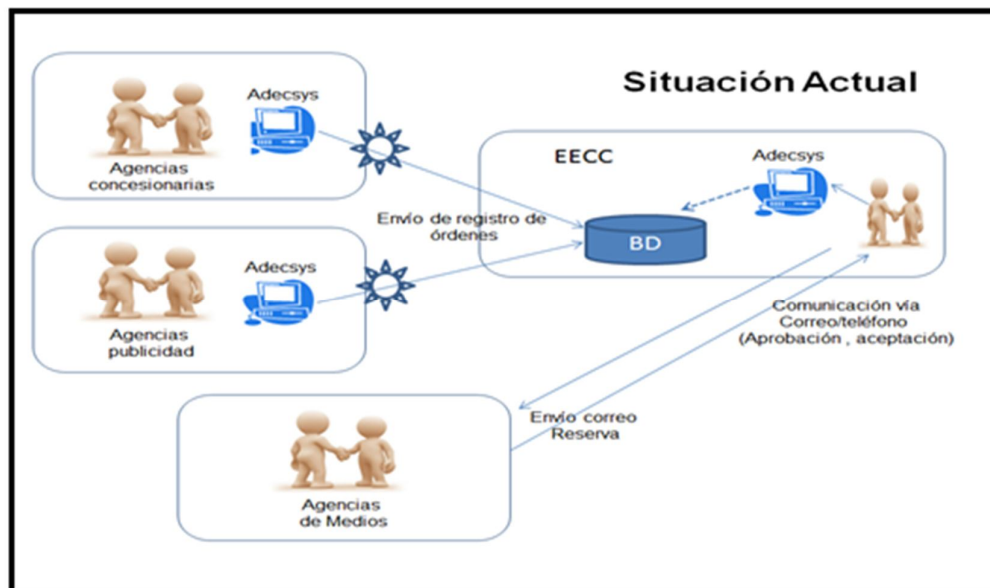 Situación Actual
Adecsys
Agencias
concesionarias
EECC
Adecsys
BD
Envío de registro de
órdenes
Adecsys
Agencias
publicidad
Comunicación vía
Correo/teléfono
(Aprobación , aceptación)
Envío correo
Reserva
Agencias
de Medios